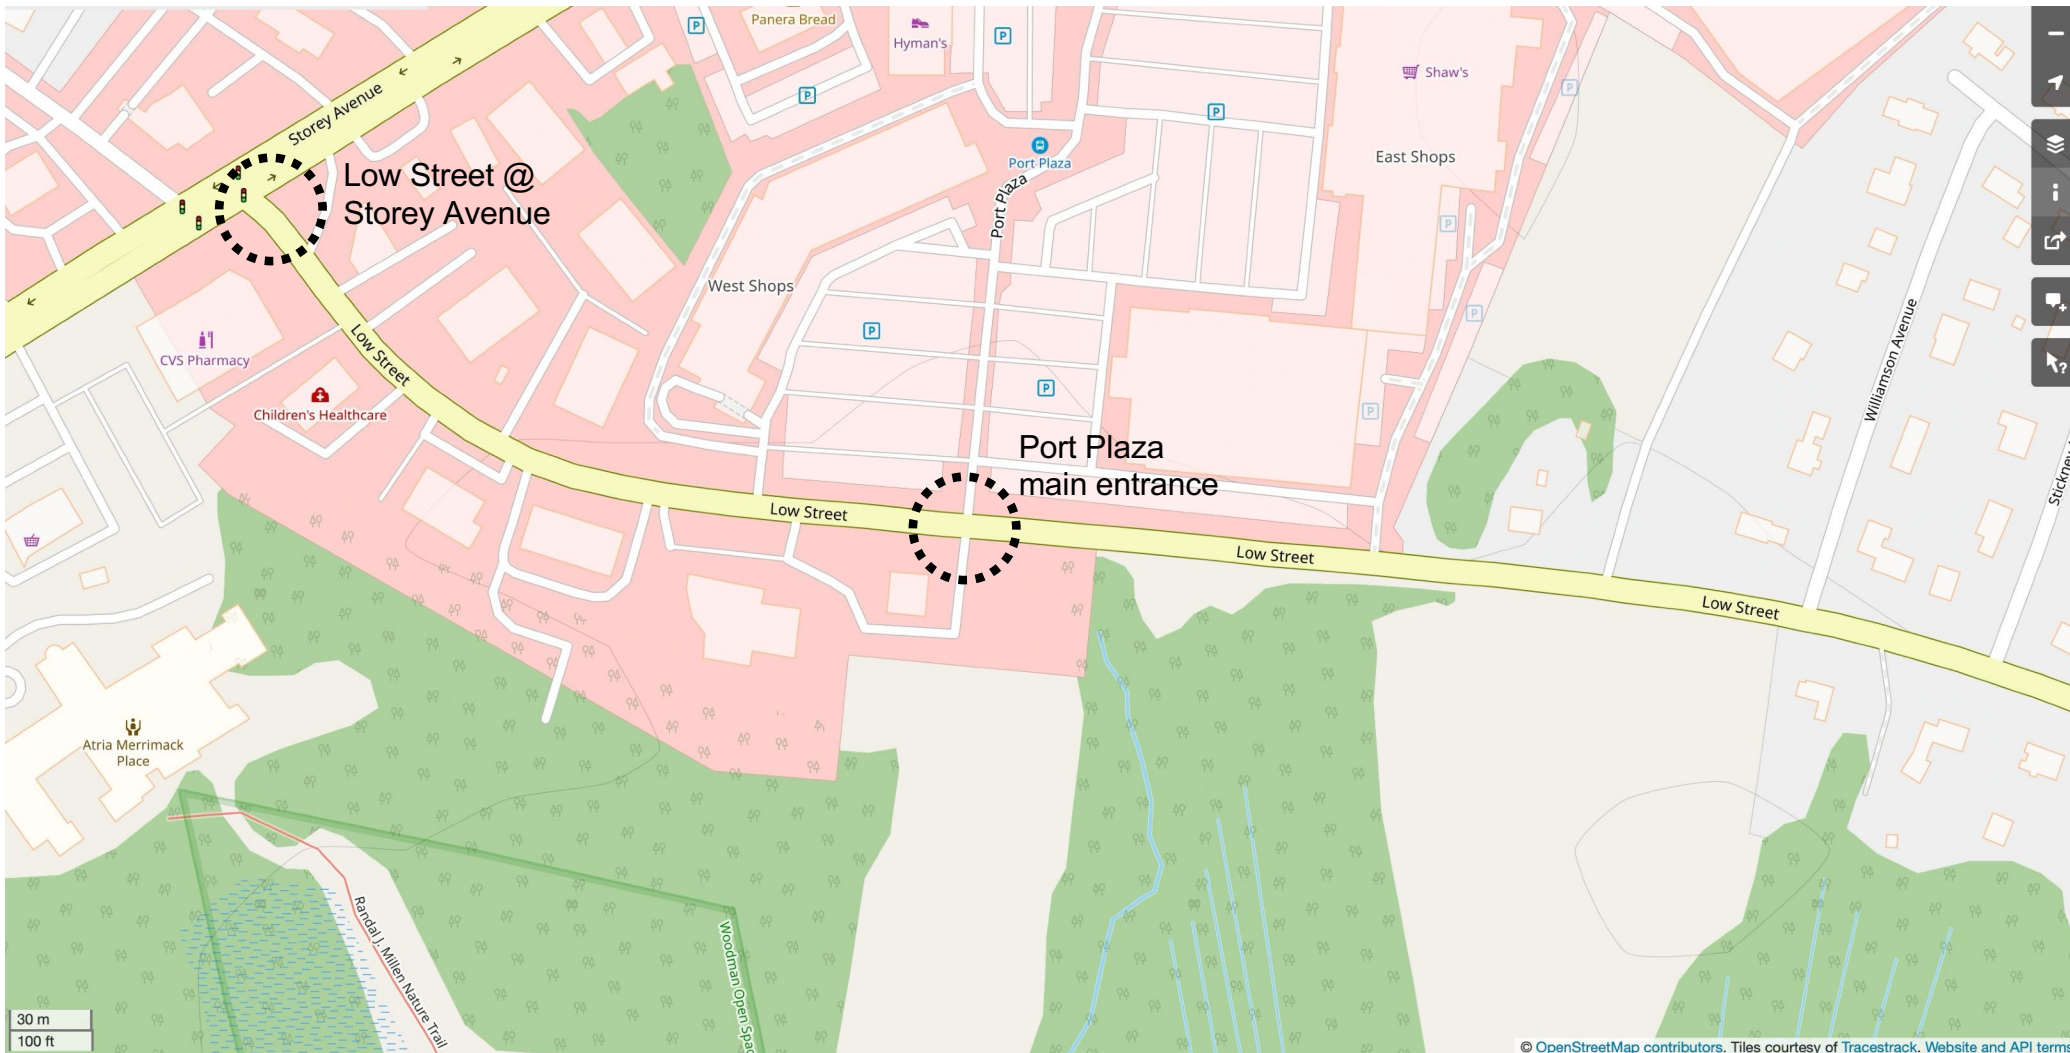 Panera Bread
P
Hyman's
P
Shaw's
P
P
P
Storey Avenue
Port Plaza
East Shops
Low Street @
Storey Avenue
Port Plaza
P
West Shops
P
P
CVS Pharmacy
Low Street
Williamson Avenue
P
Children's Healthcare
P
Port Plaza
main entrance
Low Street
Low Street
Low Street
Atria Merrimack
Place
Randal J. Millen Nature Trail
Woodman Open Spac
30 m
100 ft
© OpenStreetMap contributors. Tiles courtesy of Tracestrack. Website and API terms